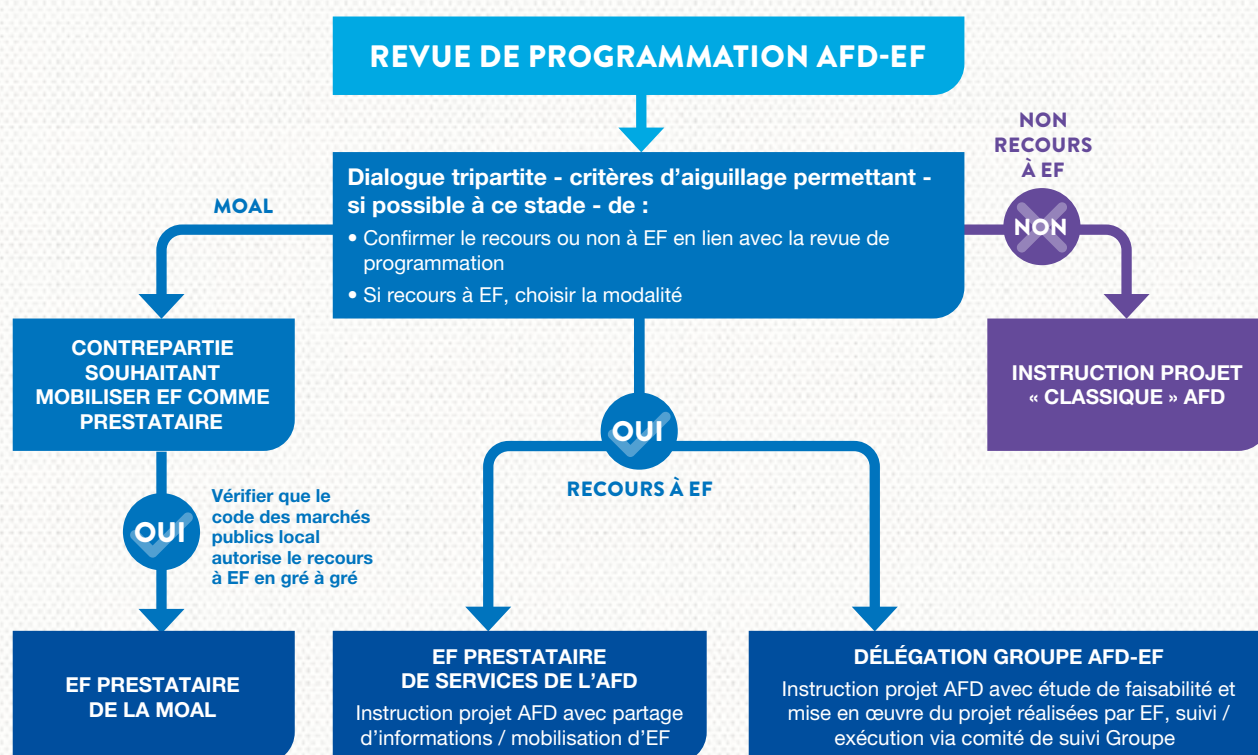 REVUE DE PROGRAMMATION AFD-EF
Dialogue tripartite - critères d'aiguillage permettant -
si possible à ce stade - de :
• Confirmer le recours ou non à EF en lien avec la revue de
programmation
• Si recours à EF, choisir la modalité
MOAL
NON
RECOURS
À EF
NON
CONTREPARTIE
SOUHAITANT
MOBILISER EF COMME
PRESTATAIRE
INSTRUCTION PROJET
« CLASSIQUE » AFD
OUI
RECOURS À EF
OUI
Vérifier que le
code des marchés
publics local
autorise le recours
à EF en gré à gré
EF PRESTATAIRE
DE LA MOAL
EF PRESTATAIRE
DE SERVICES DE L'AFD
Instruction projet AFD avec partage
d'informations / mobilisation d'EF
DÉLÉGATION GROUPE AFD-EF
Instruction projet AFD avec étude de faisabilité et
mise en œuvre du projet réalisées par EF, suivi /
exécution via comité de suivi Groupe